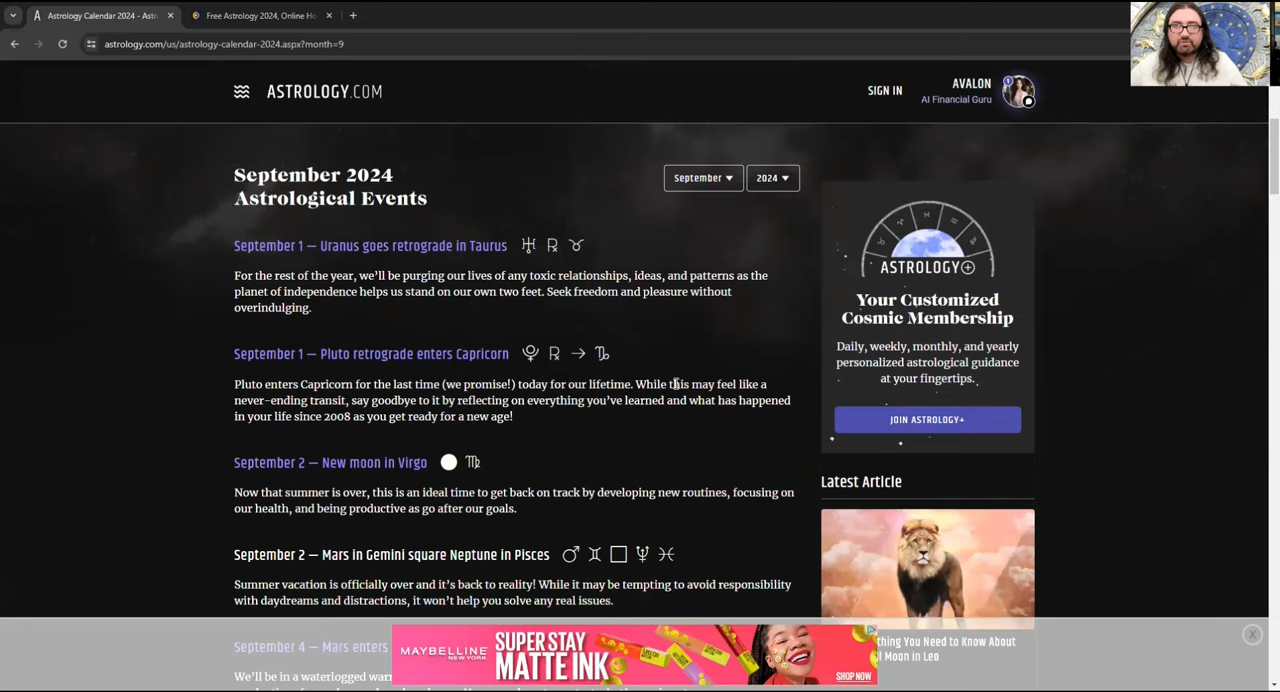 Astrology Calendar 2024 - Astr
Free Astrology 2024, Online Ho
astrology.com/us/astrology-calendar-2024.aspx?month=9
ASTROLOGY.COM
SIGN IN
AVALON
AI Financial Guru
September 2024
Astrological Events
September
2024
September 1 — Uranus goes retrograde in Taurus
For the rest of the year, we'll be purging our lives of any toxic relationships, ideas, and patterns as the
planet of independence helps us stand on our own two feet. Seek freedom and pleasure without
overindulging.
September 1 — Pluto retrograde enters Capricorn
Pluto enters Capricorn for the last time (we promise!) today for our lifetime. While this may feel like a
never-ending transit, say goodbye to it by reflecting on everything you've learned and what has happened
in your life since 2008 as you get ready for a new age!
September 2 — New moon in Virgo
Now that summer is over, this is an ideal time to get back on track by developing new routines, focusing on
our health, and being productive as go after our goals.
September 2 — Mars in Gemini square Neptune in Pisces
Summer vacation is officially over and it's back to reality! While it may be tempting to avoid responsibility
with daydreams and distractions, it won't help you solve any real issues.
September 4 — Mars enters
We'll be in a waterlogged warr
ASTROLOGY+
Your Customized
Cosmic Membership
Daily, weekly, monthly, and yearly
personalized astrological guidance
at your fingertips.
JOIN ASTROLOGY+
Latest Article
thing You Need to Know About
l Moon in Leo
MAYBELLINE
NEW YORK
SUPER STAY
MATTE INK
SHOP NOW
X